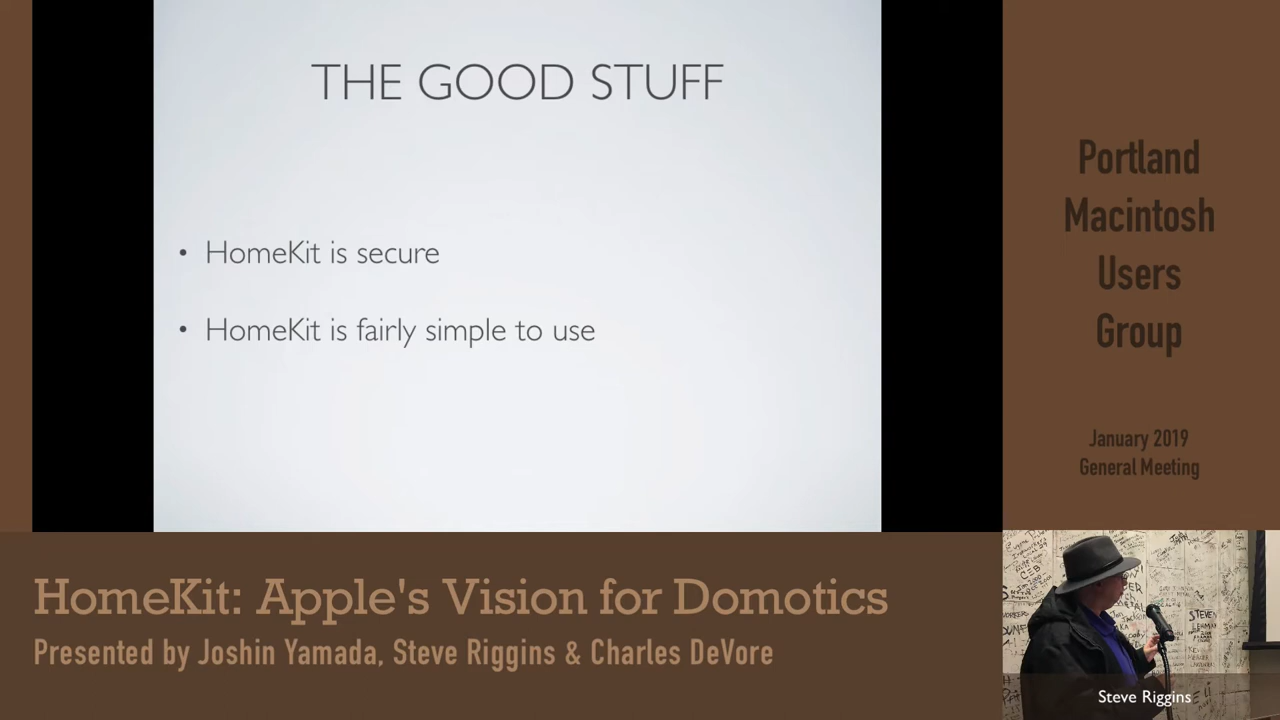 THE GOOD STUFF
• HomeKit is secure
• HomeKit is fairly simple to use
Portland
Macintosh
Users
Group
January 2019
General Meeting
HomeKit: Apple's Vision for Domotics
Presented by Joshin Yamada, Steve Riggins & Charles DeVore
STEVEN
Steve Riggins